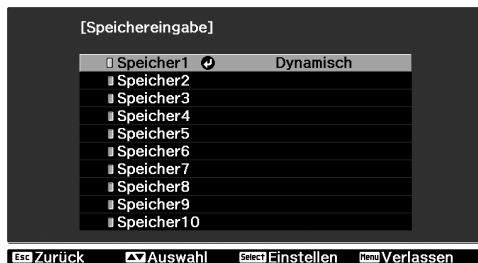 [Speichereingabe]
Speicher1 Dynamisch
Speicher2
Speicher3
Speicher4
Speicher5
Speicher6
Speicher7
Speicher8
Speicher9
Speicher10
Esc Zurück Auswahl Select Einstellen Menu Verlassen